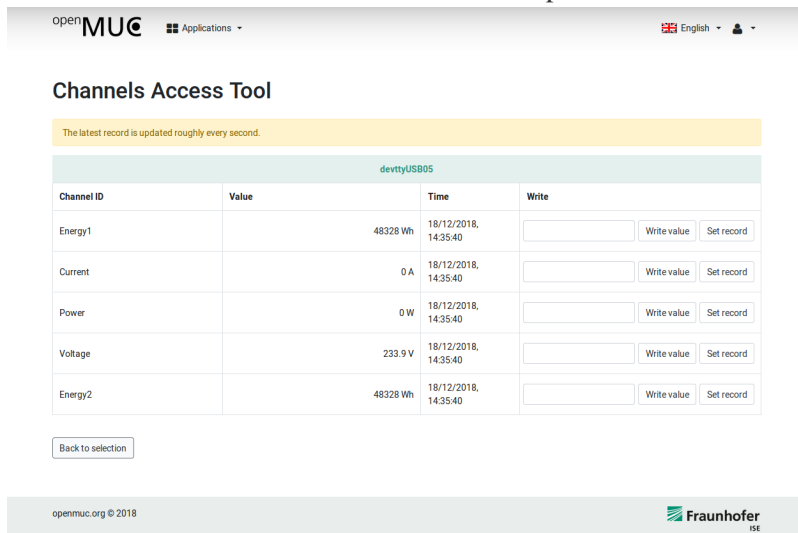 openMUC Applications English
Channels Access Tool
The latest record is updated roughly every second.
devttyUSB05
Channel ID Value Time Write
Energy1 48328 Wh 18/12/2018, 14:35:40 Write value Set record
Current 0 A 18/12/2018, 14:35:40 Write value Set record
Power 0 W 18/12/2018, 14:35:40 Write value Set record
Voltage 233.9 V 18/12/2018, 14:35:40 Write value Set record
Energy2 48328 Wh 18/12/2018, 14:35:40 Write value Set record
Back to selection
openmuc.org © 2018 Fraunhofer
ISE